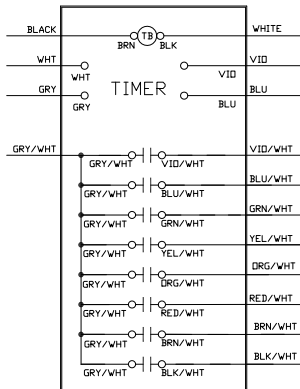 BLACK TB WHITE
BRN BLK
WHT VIO
WHT VIO
GRY TIMER BLU
GRY BLU
GRY/WHT VIO/WHT
GRY/WHT VIO/WHT
BLU/WHT
GRY/WHT BLU/WHT
GRN/WHT
GRY/WHT GRN/WHT
YEL/WHT
GRY/WHT YEL/WHT
ORG/WHT
GRY/WHT ORG/WHT
RED/WHT
GRY/WHT RED/WHT
BRN/WHT
GRY/WHT BRN/WHT
BLK/WHT
GRY/WHT BLK/WHT